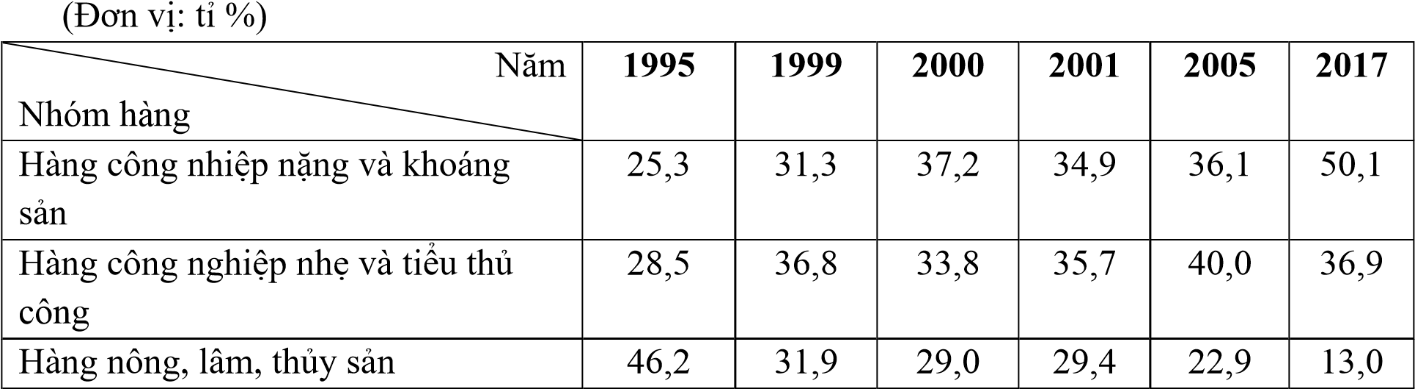 (Đơn vị: tỉ %)
Năm 1995 1999 2000 2001 2005 2017
Nhóm hàng
Hàng công nhiệp nặng và khoáng 25,3 31,3 37,2 34,9 36,1 50,1
sản
Hàng công nghiệp nhẹ và tiểu thủ 28,5 36,8 33,8 35,7 40,0 36,9
công
Hàng nông, lâm, thủy sản 46,2 31,9 29,0 29,4 22,9 13,0